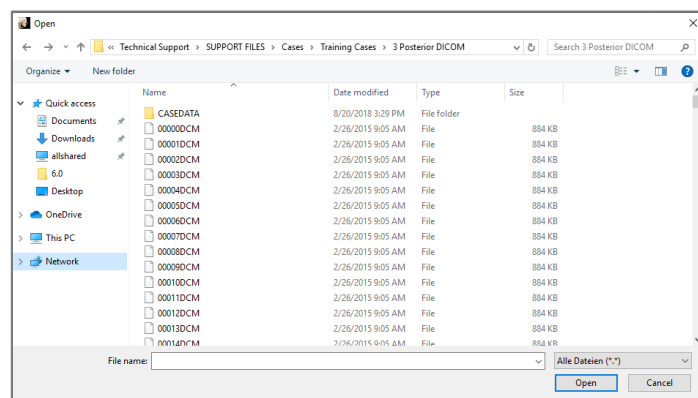 Open
« Technical Support > SUPPORT FILES > Cases > Training Cases > 3 Posterior DICOM
Search 3 Posterior DICOM
Organize New folder
Name Date modified Type Size
Quick access
Documents
Downloads
allshared
6.0
Desktop
OneDrive
This PC
Network
CASEDATA 8/20/2018 3:29 PM File folder
00000DCM 2/26/2015 9:05 AM File 884 KB
00001DCM 2/26/2015 9:05 AM File 884 KB
00002DCM 2/26/2015 9:05 AM File 884 KB
00003DCM 2/26/2015 9:05 AM File 884 KB
00004DCM 2/26/2015 9:05 AM File 884 KB
00005DCM 2/26/2015 9:05 AM File 884 KB
00006DCM 2/26/2015 9:05 AM File 884 KB
00007DCM 2/26/2015 9:05 AM File 884 KB
00008DCM 2/26/2015 9:05 AM File 884 KB
00009DCM 2/26/2015 9:05 AM File 884 KB
00010DCM 2/26/2015 9:05 AM File 884 KB
00011DCM 2/26/2015 9:05 AM File 884 KB
00012DCM 2/26/2015 9:05 AM File 884 KB
00013DCM 2/26/2015 9:05 AM File 884 KB
00014DCM 2/26/2015 9:05 AM File 884 KB
File name: Alle Dateien (*.*)
Open Cancel